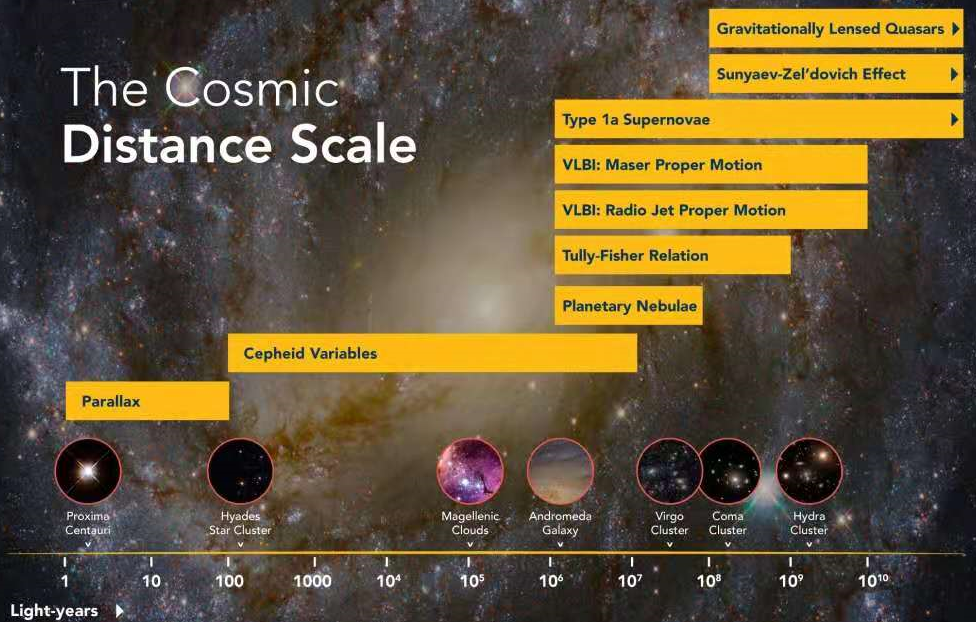 The Cosmic
Distance Scale
Gravitationally Lensed Quasars
Sunyaev-Zel'dovich Effect
Type 1a Supernovae
VLBI: Maser Proper Motion
VLBI: Radio Jet Proper Motion
Tully-Fisher Relation
Planetary Nebulae
Cepheid Variables
Parallax
Proxima
Centauri
Hyades
Star Cluster
Magellenic
Clouds
Andromeda
Galaxy
Virgo
Cluster
Coma
Cluster
Hydra
Cluster
1 10 100 1000 10⁴ 10⁵ 10⁶ 10⁷ 10⁸ 10⁹ 10¹⁰
Light-years